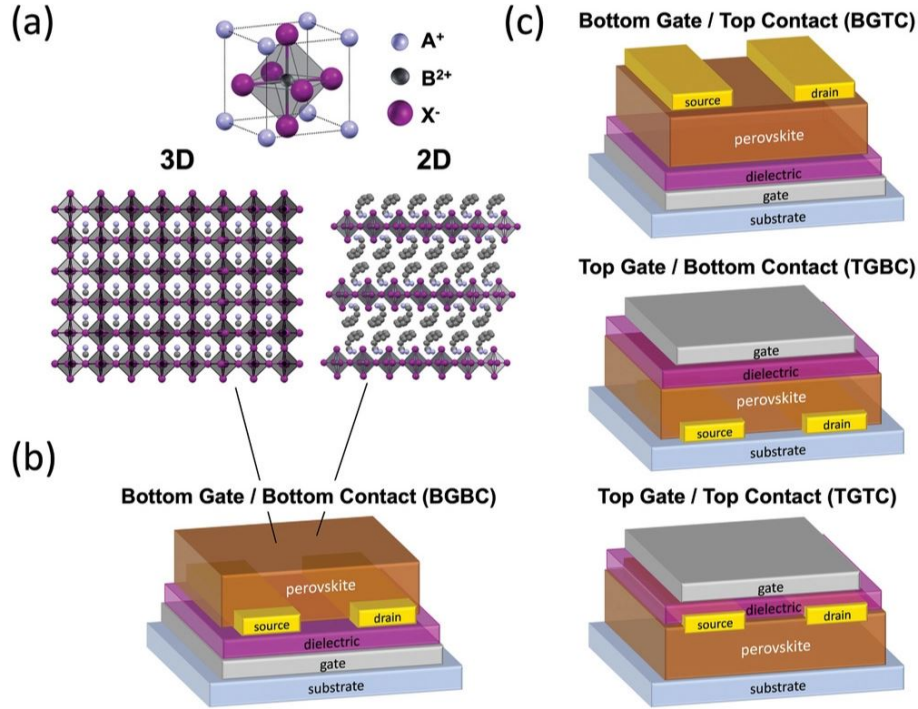 (a)
A⁺
B²⁺
X⁻
3D
2D
(b)
Bottom Gate / Bottom Contact (BGBC)
perovskite
source
drain
dielectric
gate
substrate
(c)
Bottom Gate / Top Contact (BGTC)
source
drain
perovskite
dielectric
gate
substrate
Top Gate / Bottom Contact (TGBC)
gate
dielectric
perovskite
source
drain
substrate
Top Gate / Top Contact (TGTC)
gate
dielectric
source
drain
perovskite
substrate